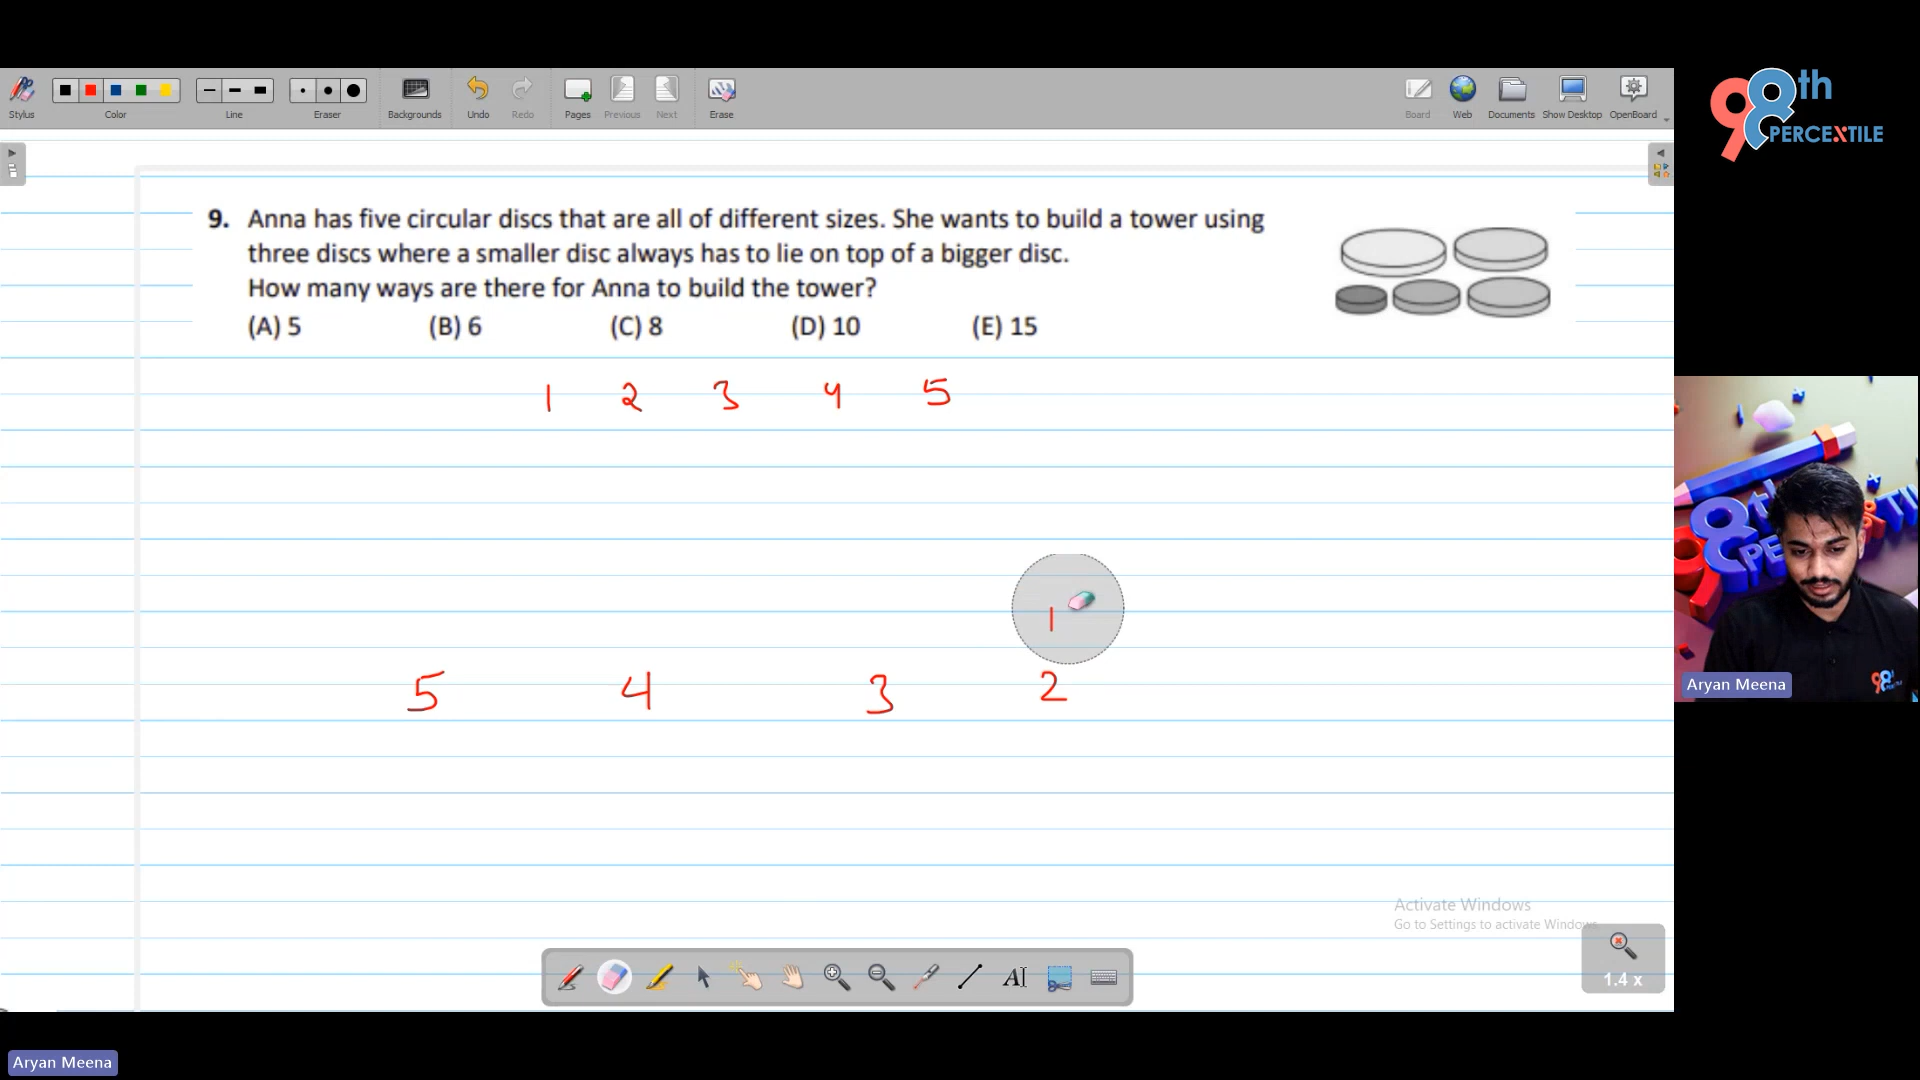 98th
PERCEXTILE
Stylus
Color
Line
Eraser
Backgrounds
Undo
Redo
Pages
Previous
Next
Erase
Board
Web
Documents
Show Desktop
OpenBoard
9. Anna has five circular discs that are all of different sizes. She wants to build a tower using
three discs where a smaller disc always has to lie on top of a bigger disc.
How many ways are there for Anna to build the tower?
(A) 5 (B) 6 (C) 8 (D) 10 (E) 15
1 2 3 4 5
1
5 4 3 2
Aryan Meena
Activate Windows
Go to Settings to activate Windows.
1.4 x
Aryan Meena